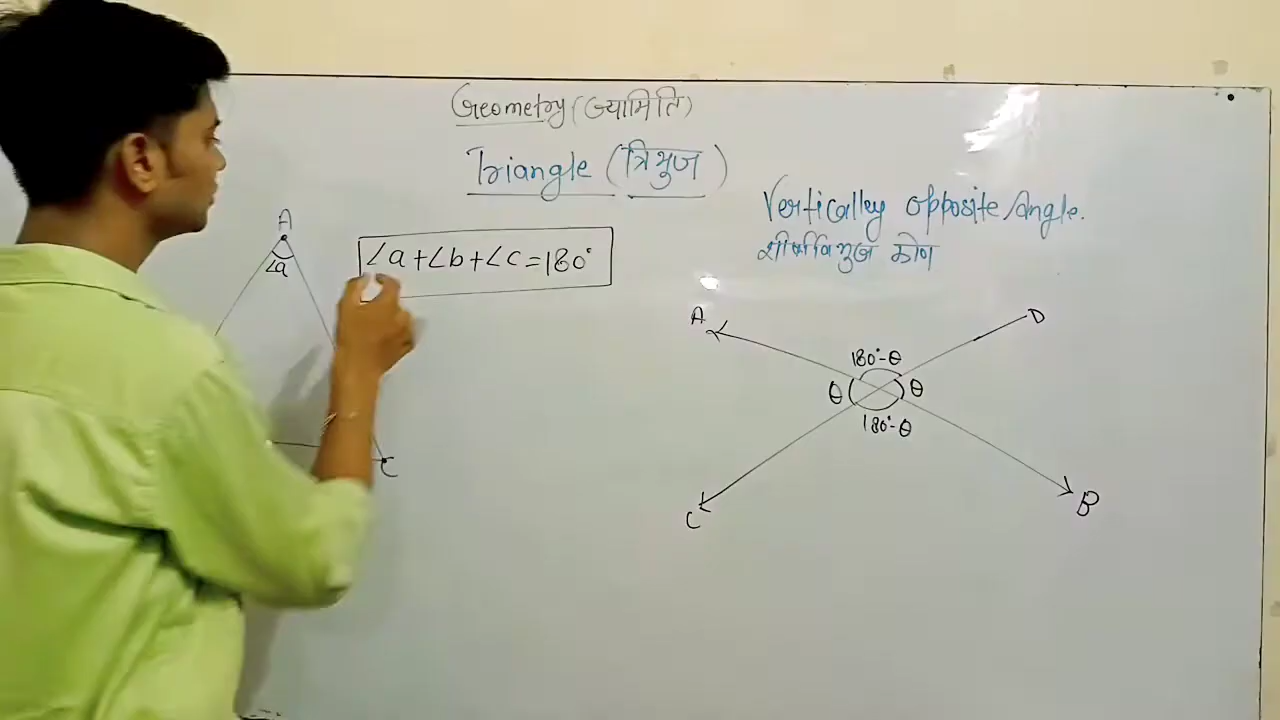 Geometry (ज्यामिति)
Triangle (त्रिभुज)
Vertically opposite Angle.
शीर्षाविभुज कोण
A
∠a
∠a+∠b+∠c=180°
C
A
D
180°-θ
θ
θ
180°-θ
C
B